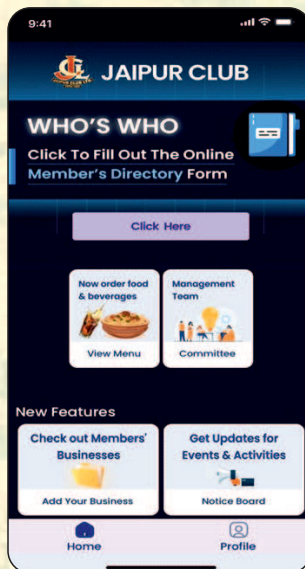 9:41
JAIPUR CLUB
WHO'S WHO
Click To Fill Out The Online
Member's Directory Form
Click Here
Now order food
& beverages
View Menu
Management
Team
Committee
New Features
Check out Members'
Businesses
Add Your Business
Get Updates for
Events & Activities
Notice Board
Home
Profile